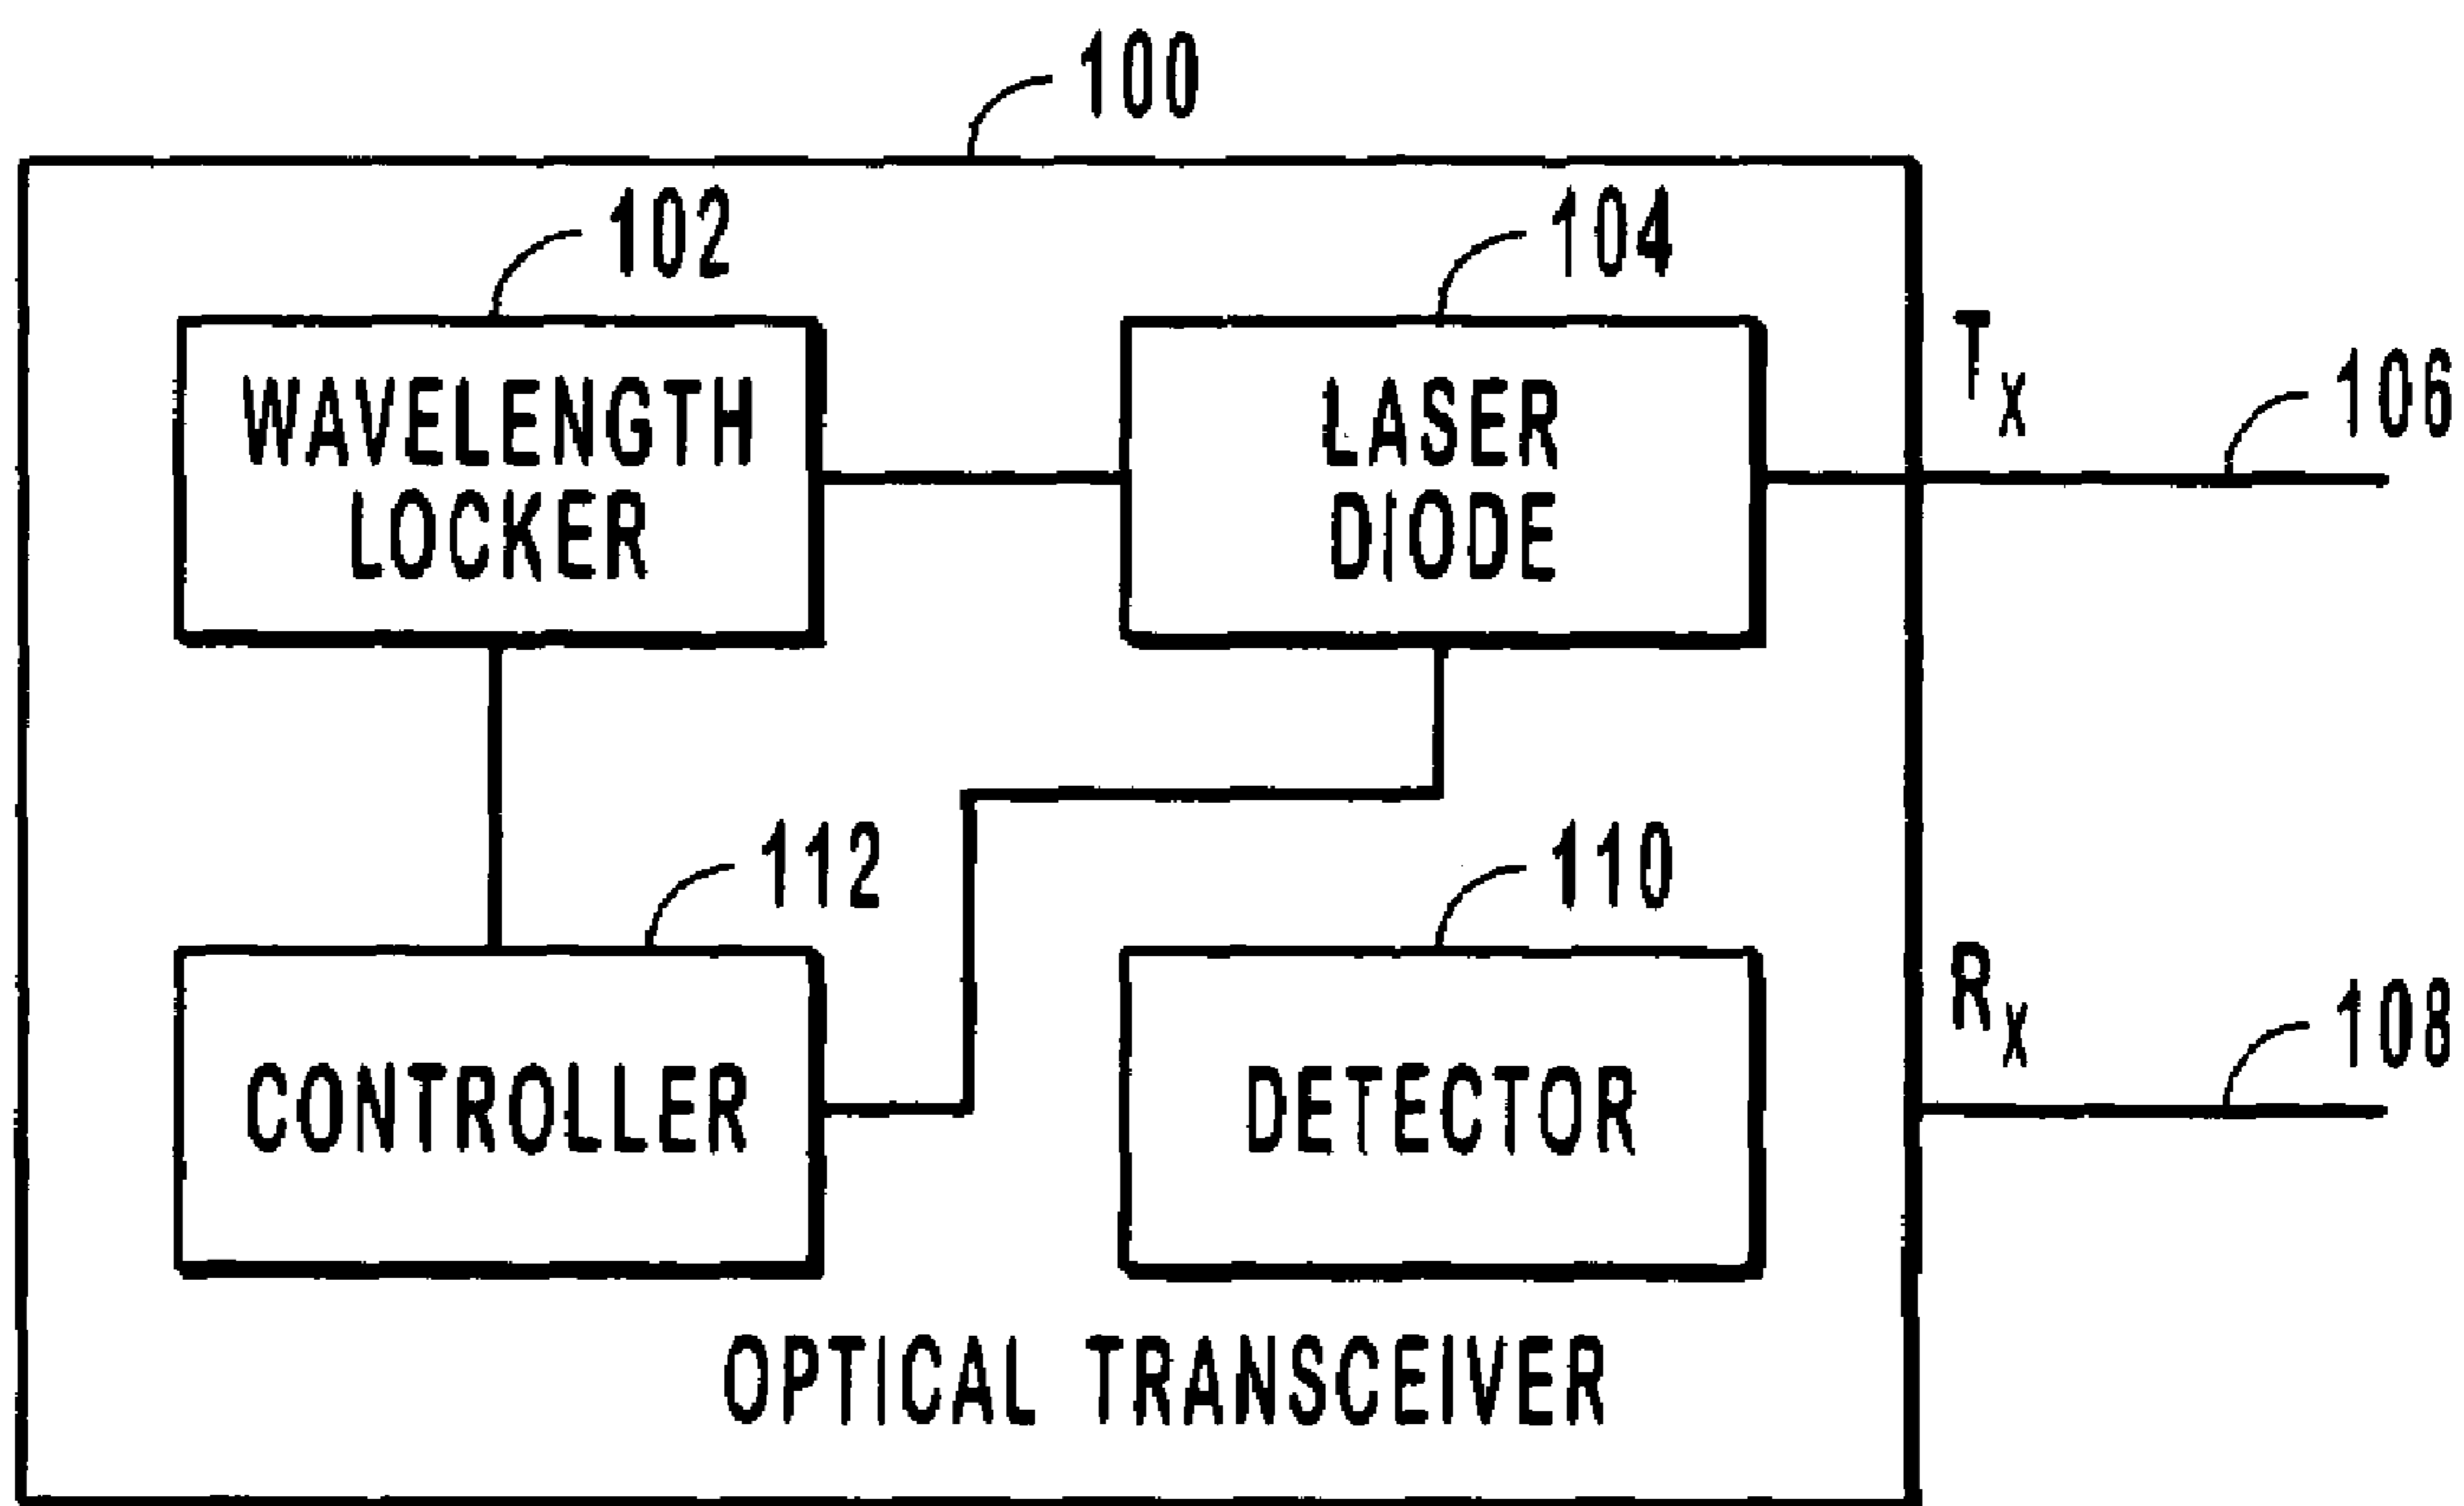 100
102
104
WAVELENGTH
LOCKER
LASER
DIODE
Tx
106
112
110
CONTROLLER
DETECTOR
Rx
108
OPTICAL TRANSCEIVER